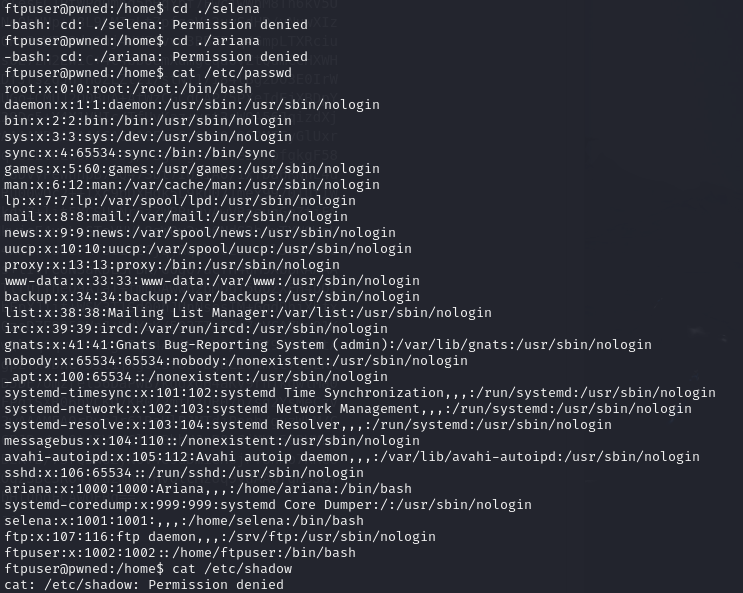 ftpuser@pwned:/home$ cd ./selena
-bash: cd: ./selena: Permission denied
ftpuser@pwned:/home$ cd ./ariana
-bash: cd: ./ariana: Permission denied
ftpuser@pwned:/home$ cat /etc/passwd
root:x:0:0:root:/root:/bin/bash
daemon:x:1:1:daemon:/usr/sbin:/usr/sbin/nologin
bin:x:2:2:bin:/bin:/usr/sbin/nologin
sys:x:3:3:sys:/dev:/usr/sbin/nologin
sync:x:4:65534:sync:/bin:/bin/sync
games:x:5:60:games:/usr/games:/usr/sbin/nologin
man:x:6:12:man:/var/cache/man:/usr/sbin/nologin
lp:x:7:7:lp:/var/spool/lpd:/usr/sbin/nologin
mail:x:8:8:mail:/var/mail:/usr/sbin/nologin
news:x:9:9:news:/var/spool/news:/usr/sbin/nologin
uucp:x:10:10:uucp:/var/spool/uucp:/usr/sbin/nologin
proxy:x:13:13:proxy:/bin:/usr/sbin/nologin
www-data:x:33:33:www-data:/var/www:/usr/sbin/nologin
backup:x:34:34:backup:/var/backups:/usr/sbin/nologin
list:x:38:38:Mailing List Manager:/var/list:/usr/sbin/nologin
irc:x:39:39:ircd:/var/run/ircd:/usr/sbin/nologin
gnats:x:41:41:Gnats Bug-Reporting System (admin):/var/lib/gnats:/usr/sbin/nologin
nobody:x:65534:65534:nobody:/nonexistent:/usr/sbin/nologin
_apt:x:100:65534::/nonexistent:/usr/sbin/nologin
systemd-timesync:x:101:102:systemd Time Synchronization,,,:/run/systemd:/usr/sbin/nologin
systemd-network:x:102:103:systemd Network Management,,,:/run/systemd:/usr/sbin/nologin
systemd-resolve:x:103:104:systemd Resolver,,,:/run/systemd:/usr/sbin/nologin
messagebus:x:104:110::/nonexistent:/usr/sbin/nologin
avahi-autoipd:x:105:112:Avahi autoip daemon,,,:/var/lib/avahi-autoipd:/usr/sbin/nologin
sshd:x:106:65534::/run/sshd:/usr/sbin/nologin
ariana:x:1000:1000:Ariana,,,:/home/ariana:/bin/bash
systemd-coredump:x:999:999:systemd Core Dumper:/:/usr/sbin/nologin
selena:x:1001:1001:,,,:/home/selena:/bin/bash
ftp:x:107:116:ftp daemon,,,:/srv/ftp:/usr/sbin/nologin
ftpuser:x:1002:1002::/home/ftpuser:/bin/bash
ftpuser@pwned:/home$ cat /etc/shadow
cat: /etc/shadow: Permission denied